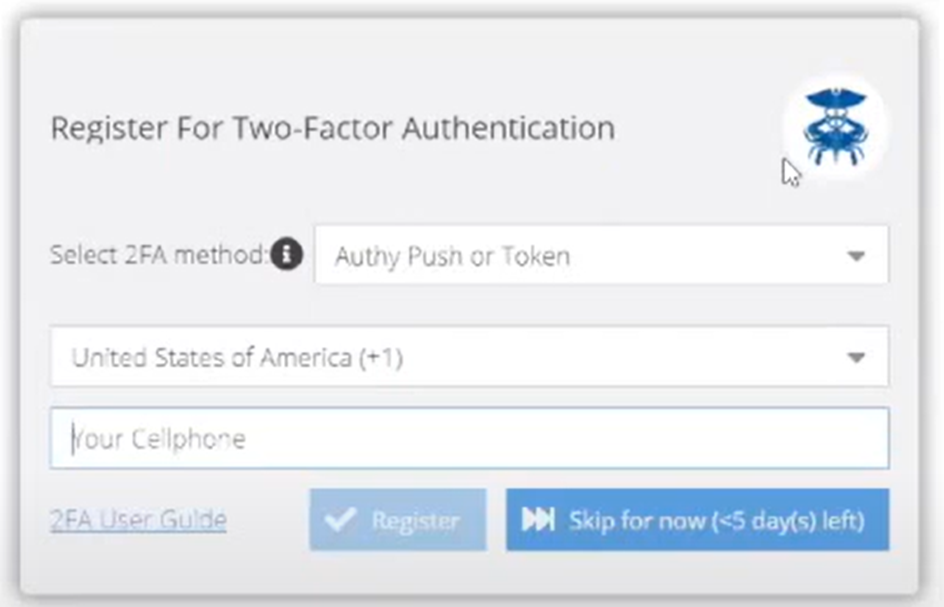 Register For Two-Factor Authentication
Select 2FA method:
Authy Push or Token
United States of America (+1)
Your Cellphone
2FA User Guide
Register
Skip for now (<5 day(s) left)